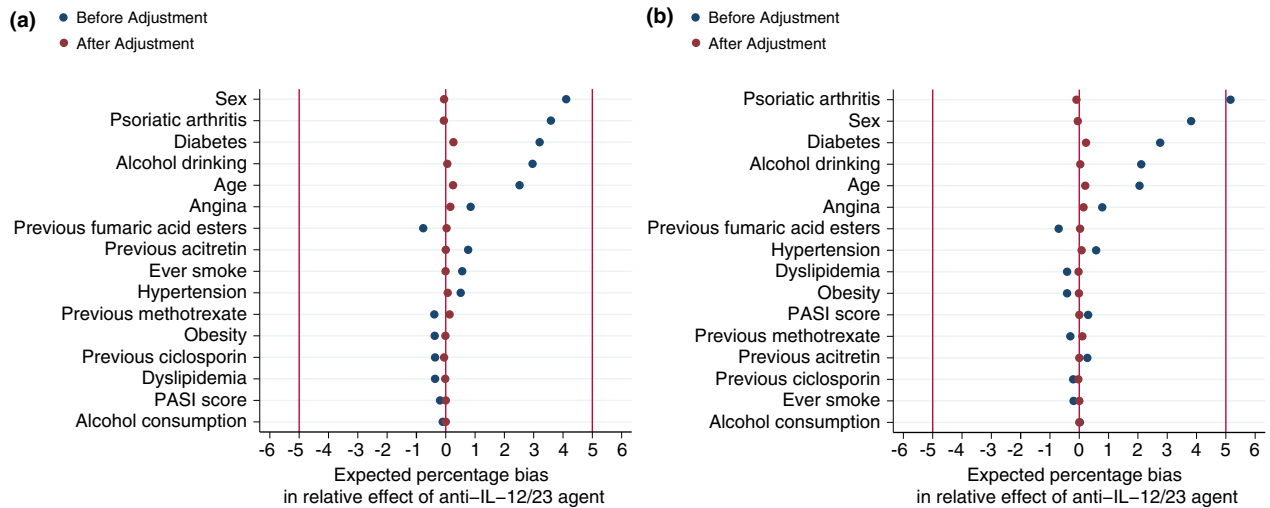 (a)
Before Adjustment
After Adjustment
Sex
Psoriatic arthritis
Diabetes
Alcohol drinking
Age
Angina
Previous fumaric acid esters
Previous acitretin
Ever smoke
Hypertension
Previous methotrexate
Obesity
Previous ciclosporin
Dyslipidemia
PASI score
Alcohol consumption
-6 -5 -4 -3 -2 -1 0 1 2 3 4 5 6
Expected percentage bias
in relative effect of anti–IL–12/23 agent
(b)
Before Adjustment
After Adjustment
Psoriatic arthritis
Sex
Diabetes
Alcohol drinking
Age
Angina
Previous fumaric acid esters
Hypertension
Dyslipidemia
Obesity
PASI score
Previous methotrexate
Previous acitretin
Previous ciclosporin
Ever smoke
Alcohol consumption
-6 -5 -4 -3 -2 -1 0 1 2 3 4 5 6
Expected percentage bias
in relative effect of anti–IL–12/23 agent